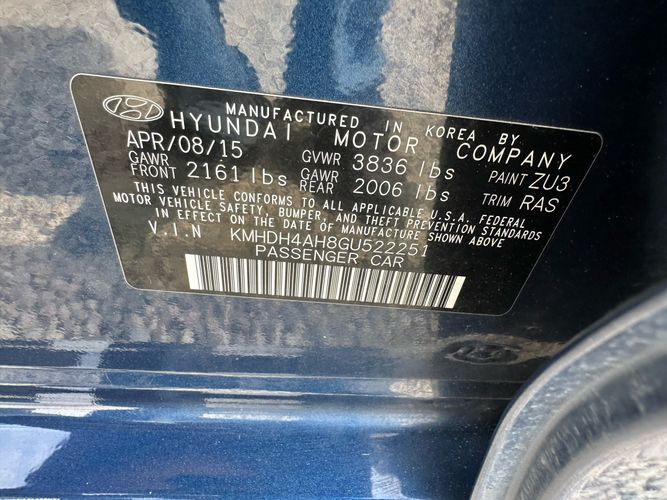 MANUFACTURED IN KOREA BY
HYUNDAI MOTOR COMPANY
APR/08/15 GVWR 3836 lbs PAINT ZU3
GAWR FRONT 2161 lbs GAWR REAR 2006 lbs TRIM RAS
THIS VEHICLE CONFORMS TO ALL APPLICABLE U.S.A. FEDERAL
MOTOR VEHICLE SAFETY, BUMPER, AND THEFT PREVENTION STANDARDS
IN EFFECT ON THE DATE OF MANUFACTURE SHOWN ABOVE
V.I.N KMHDH4AH8GU522251
PASSENGER CAR